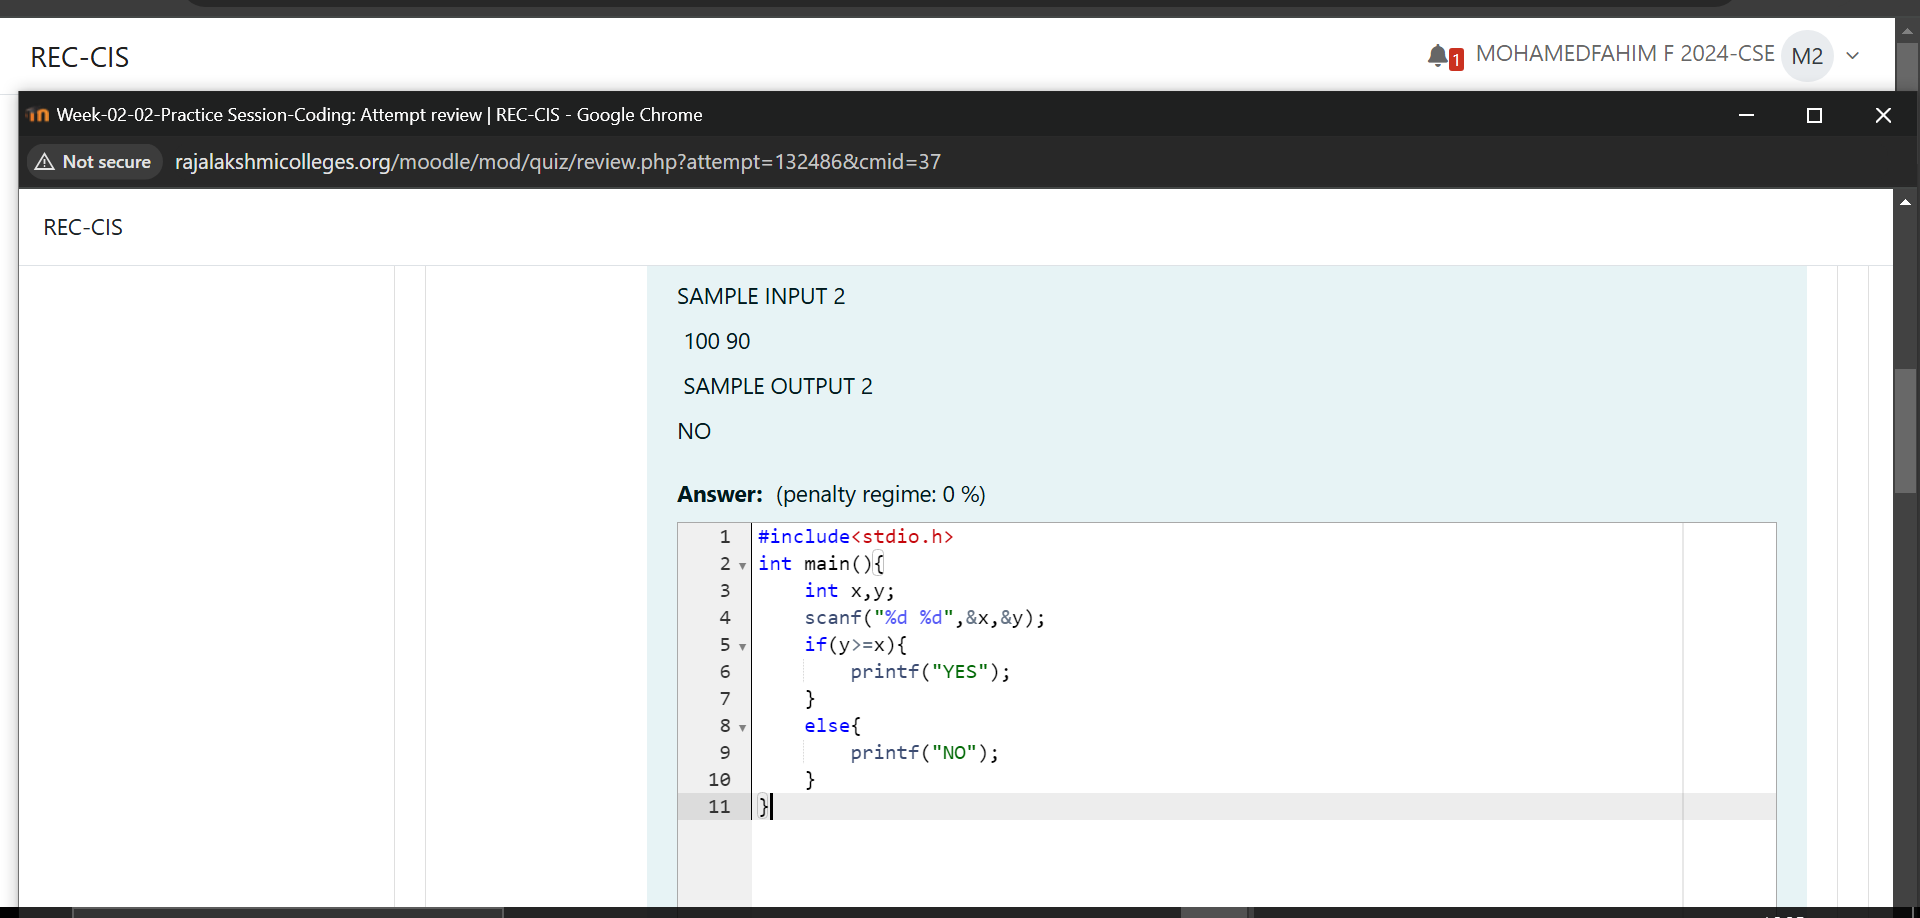 REC-CIS
1 MOHAMEDFAHIM F 2024-CSE M2
Week-02-02-Practice Session-Coding: Attempt review | REC-CIS - Google Chrome
Not secure rajalakshmicolleges.org/moodle/mod/quiz/review.php?attempt=132486&cmid=37
REC-CIS
SAMPLE INPUT 2
100 90
SAMPLE OUTPUT 2
NO
Answer: (penalty regime: 0 %)
1 #include<stdio.h>
2 int main(){
3 int x,y;
4 scanf("%d %d",&x,&y);
5 if(y>=x){
6 printf("YES");
7 }
8 else{
9 printf("NO");
10 }
11 }